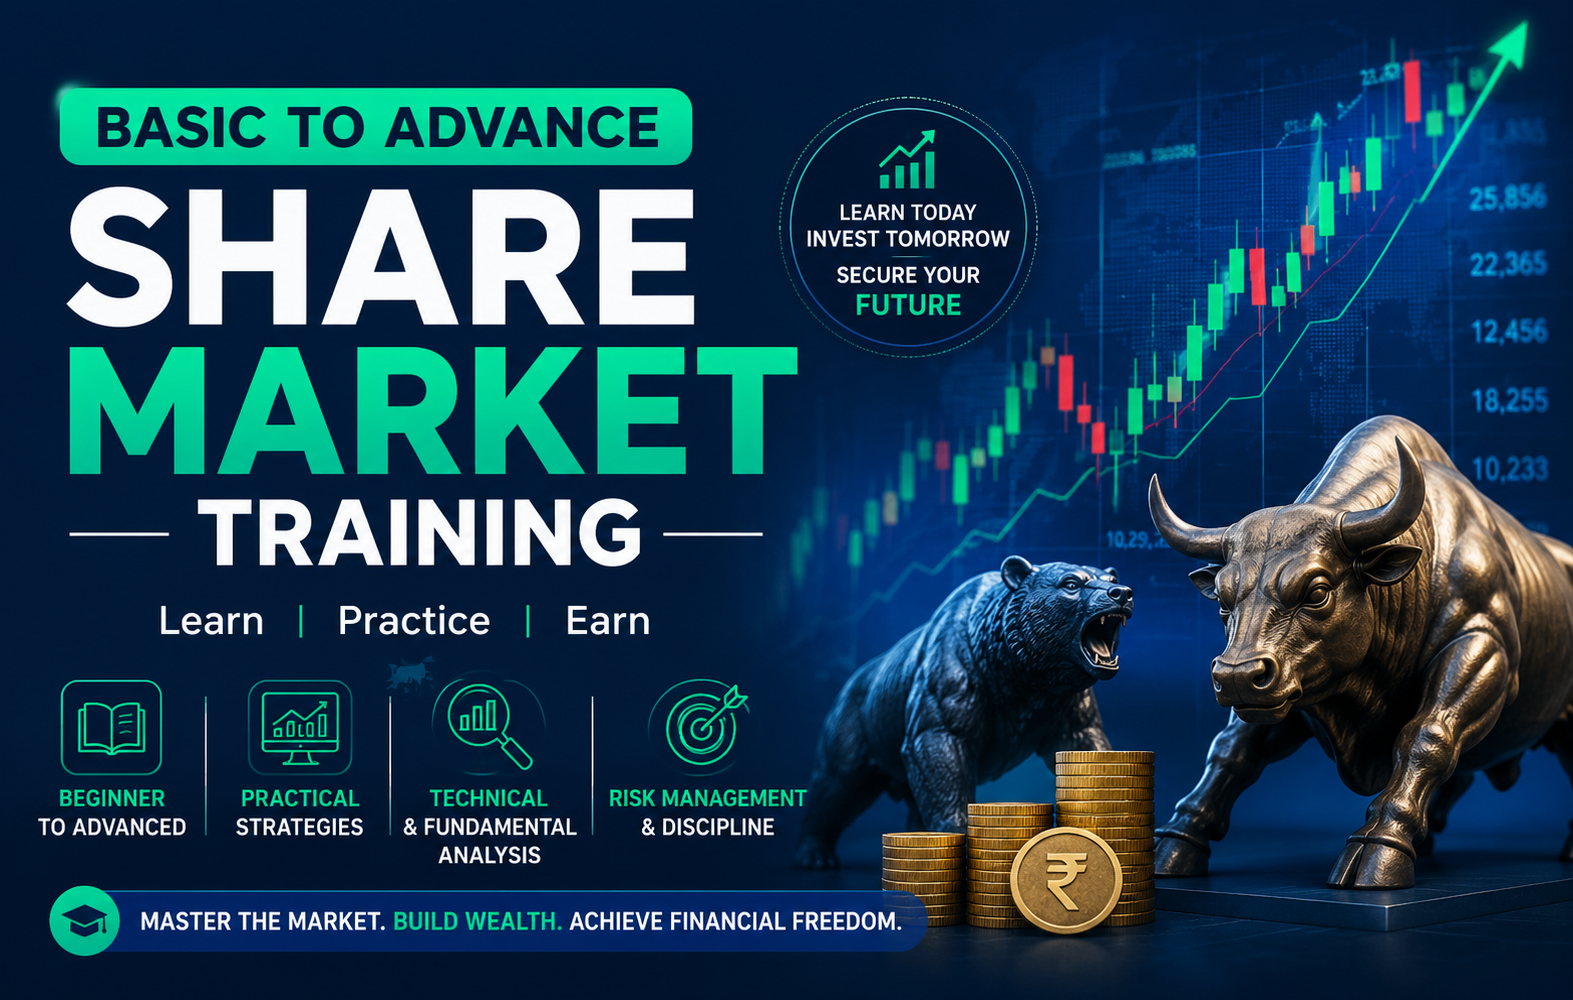 BASIC TO ADVANCE
SHARE
MARKET
TRAINING
Learn | Practice | Earn
LEARN TODAY
INVEST TOMORROW
SECURE YOUR
FUTURE
25,856
22,365
12,456
18,255
10,233
BEGINNER
TO ADVANCED
PRACTICAL
STRATEGIES
TECHNICAL
& FUNDAMENTAL
ANALYSIS
RISK MANAGEMENT
& DISCIPLINE
₹
MASTER THE MARKET. BUILD WEALTH. ACHIEVE FINANCIAL FREEDOM.